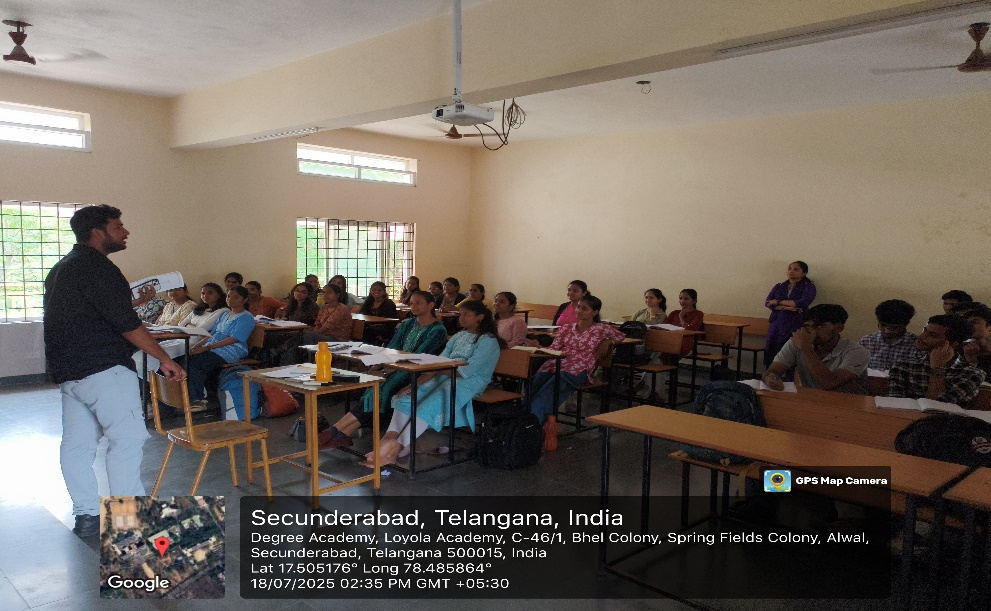 GPS Map Camera
Secunderabad, Telangana, India
Degree Academy, Loyola Academy, C-46/1, Bhel Colony, Spring Fields Colony, Alwal,
Secunderabad, Telangana 500015, India
Lat 17.505176° Long 78.485864°
18/07/2025 02:35 PM GMT +05:30
Google